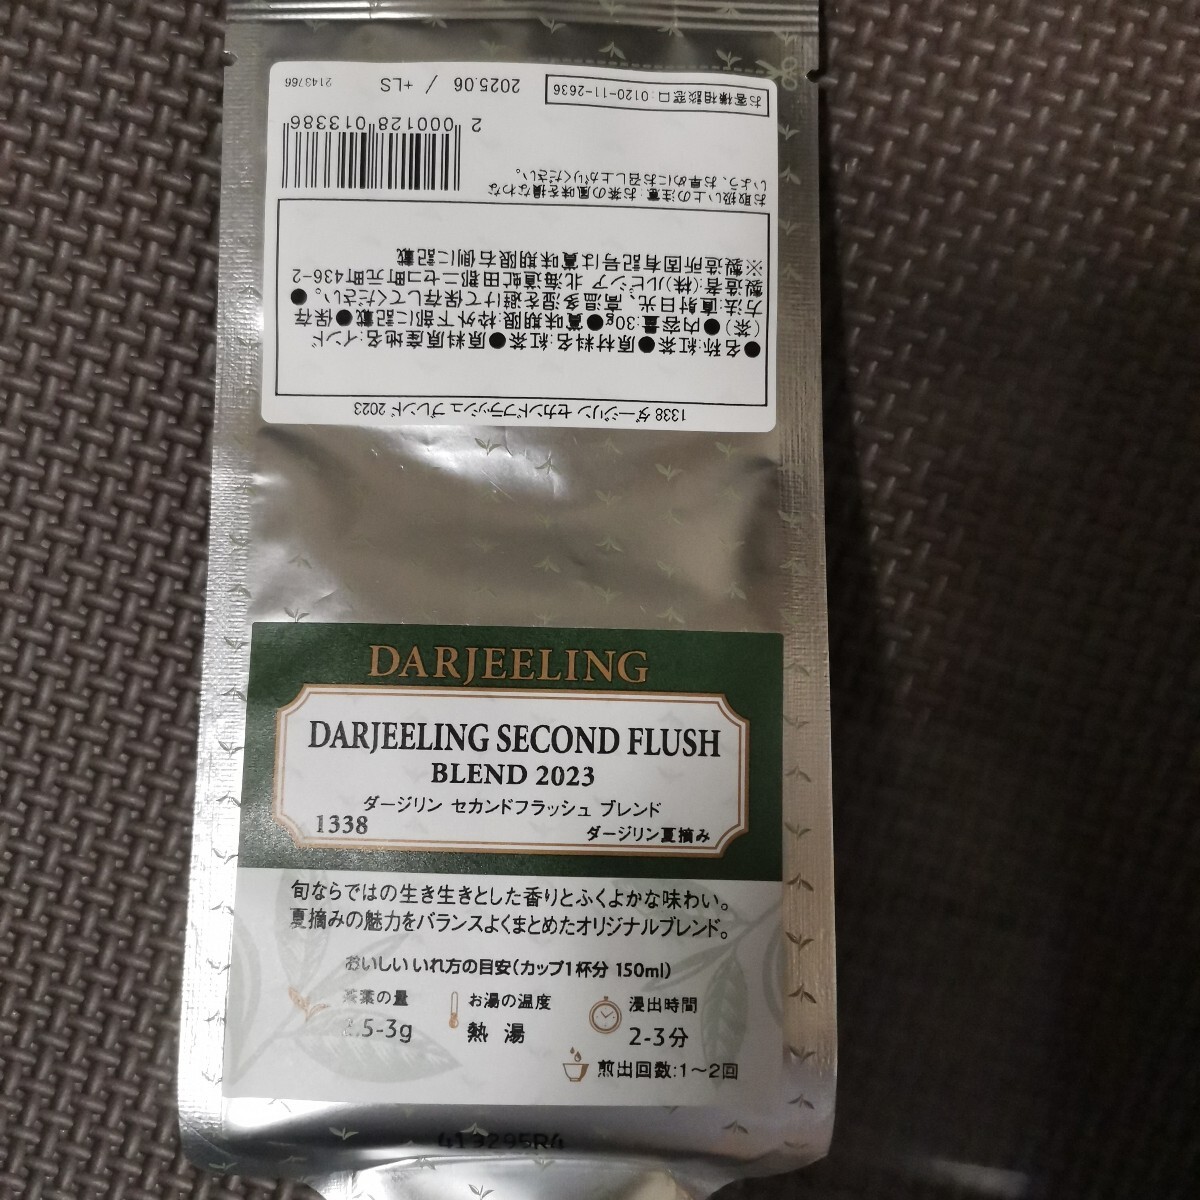 1338 ダージリン セカンドフラッシュ ブレンド 2023
●名称:紅茶●原材料名:紅茶●原料原産地名:インド
(茶)●内容量:30g●賞味期限:枠外下部に記載●保存
方法:直射日光、高温多湿を避けて保存してください。●
製造者:(株)ルピシア 北海道虻田郡ニセコ町元町436-2
※製造所固有記号は賞味期限右側に記載
お取扱い上の注意:お茶の風味を損なわな
いよう、お早めにお召し上がりください。
2 000128 013386
お客様相談窓口:0120-11-2636
2025.06 / +LS
2143766
DARJEELING
DARJEELING SECOND FLUSH
BLEND 2023
ダージリン セカンドフラッシュ ブレンド
1338
ダージリン夏摘み
旬ならではの生き生きとした香りとふくよかな味わい。
夏摘みの魅力をバランスよくまとめたオリジナルブレンド。
おいしいいれ方の目安(カップ1杯分 150ml)
茶葉の量
.5-3g
お湯の温度
熱湯
浸出時間
2-3分
煎出回数:1~2回
419295R4